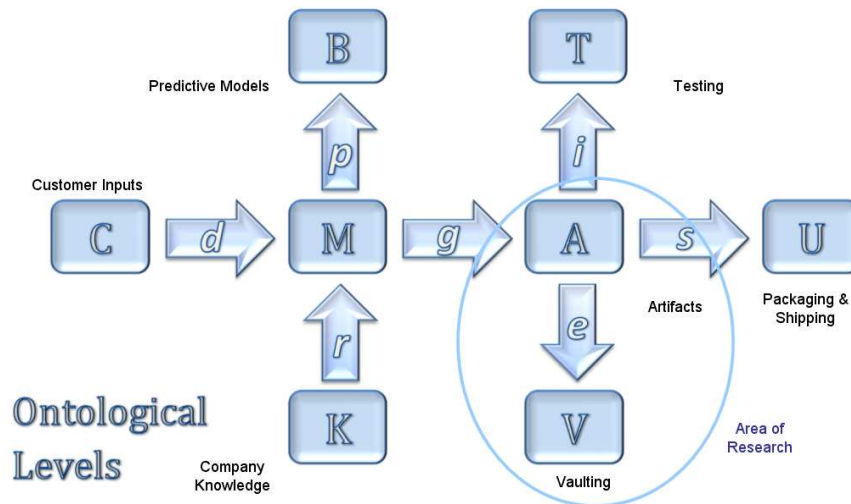 B
T
Predictive Models
Testing
p
i
Customer Inputs
C
d
M
g
A
s
U
Artifacts
Packaging &
Shipping
r
e
Ontological
Levels
K
V
Company
Knowledge
Vaulting
Area of
Research